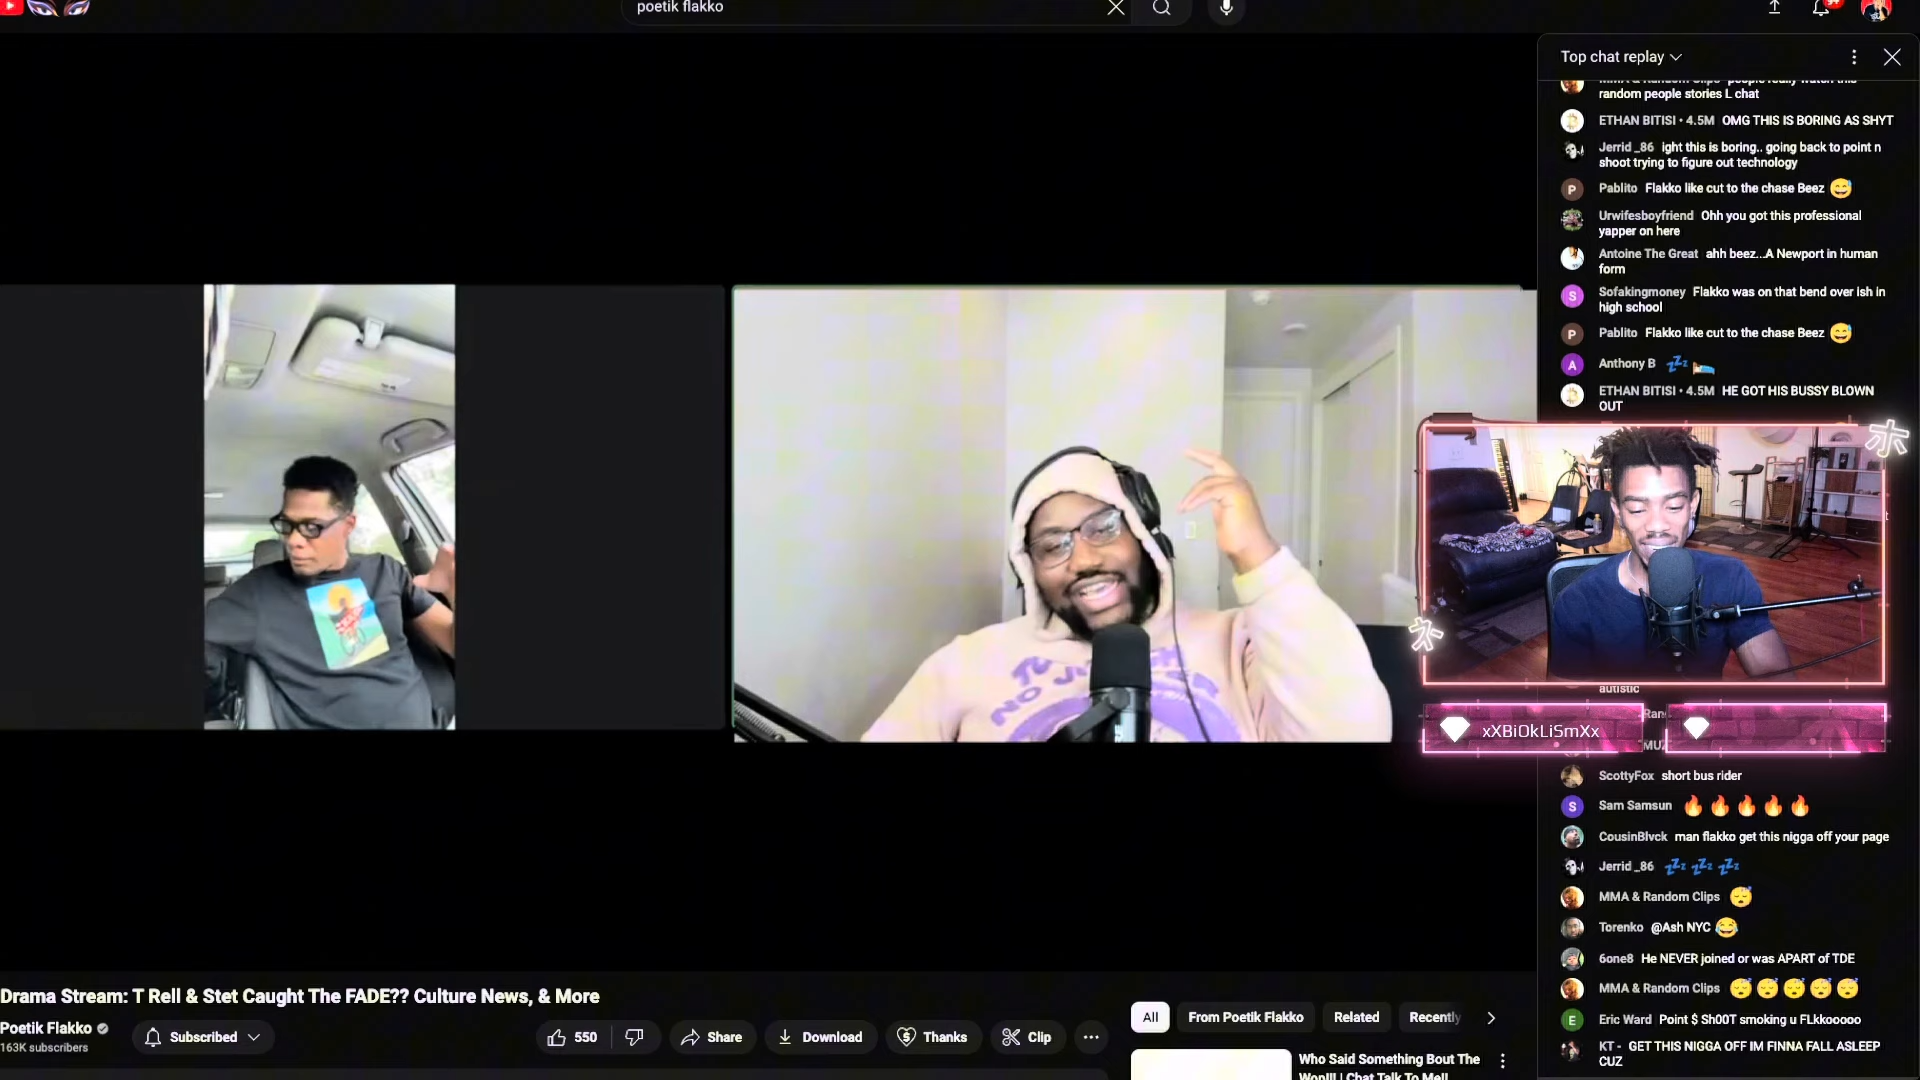 poetik flakko
Top chat replay
random people stories L chat
ETHAN BITISI • 4.5M OMG THIS IS BORING AS SHYT
Jerrid _86 ight this is boring.. going back to point n
shoot trying to figure out technology
Pablito Flakko like cut to the chase Beez 😅
Urwifesboyfriend Ohh you got this professional
yapper on here
Antoine The Great ahh beez...A Newport in human
form
Sofakingmoney Flakko was on that bend over ish in
high school
Pablito Flakko like cut to the chase Beez 😅
Anthony B 💤🛌
ETHAN BITISI • 4.5M HE GOT HIS BUSSY BLOWN
OUT
autistic
xXBiOkLiSmXx
ScottyFox short bus rider
Sam Samsun 🔥🔥🔥🔥🔥
CousinBlvck man flakko get this nigga off your page
Jerrid _86 💤💤💤
MMA & Random Clips 😴
Torenko @Ash NYC 😂
6one8 He NEVER joined or was APART of TDE
MMA & Random Clips 😴😴😴😴😴
Eric Ward Point $ Sh00T smoking u FLkkooooo
KT - GET THIS NIGGA OFF IM FINNA FALL ASLEEP
CUZ
Drama Stream: T Rell & Stet Caught The FADE?? Culture News, & More
Poetik Flakko
163K subscribers
Subscribed
550
Share
Download
Thanks
Clip
All
From Poetik Flakko
Related
Recently
Who Said Something Bout The
Won!!! | Chat Talk To Me!!